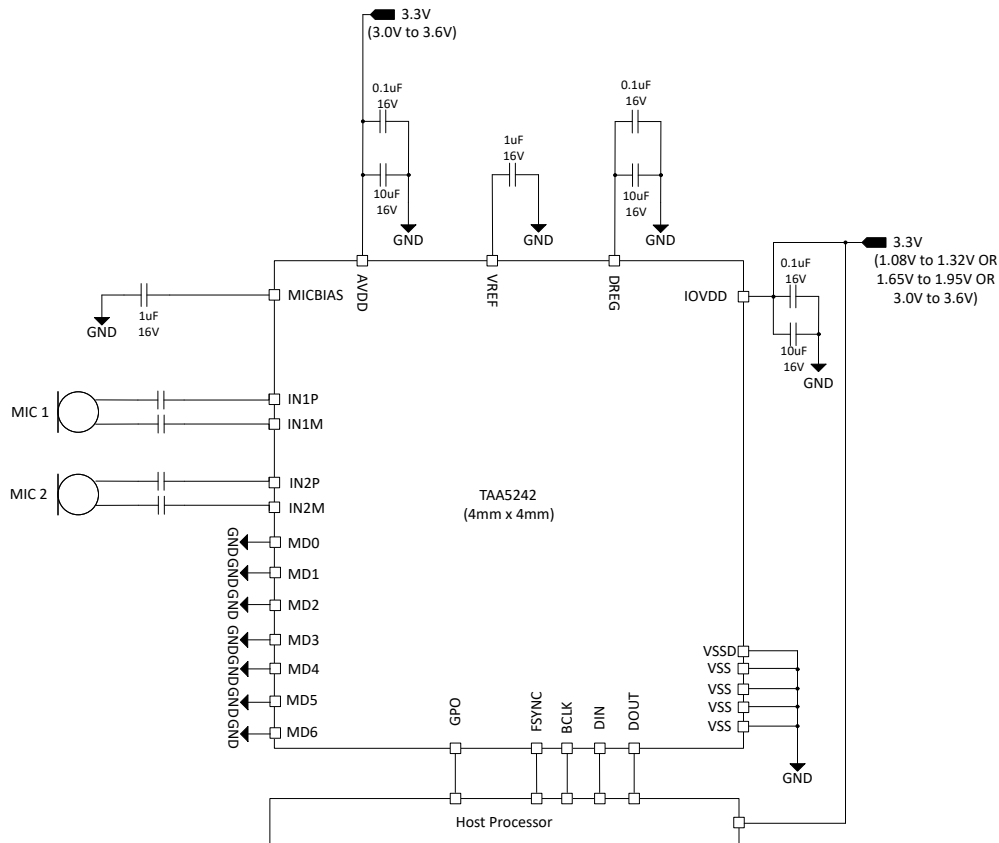 3.3V
(3.0V to 3.6V)
0.1uF
16V
10uF
16V
GND
1uF
16V
GND
0.1uF
16V
10uF
16V
GND
3.3V
(1.08V to 1.32V OR
1.65V to 1.95V OR
3.0V to 3.6V)
0.1uF
16V
10uF
16V
GND
AVDD
VREF
DREG
IOVDD
MICBIAS
1uF
16V
GND
MIC 1
IN1P
IN1M
MIC 2
IN2P
IN2M
TAA5242
(4mm x 4mm)
GND
MD0
GND
MD1
GND
MD2
GND
MD3
GND
MD4
GND
MD5
GND
MD6
VSSD
VSS
VSS
VSS
VSS
GND
GPO
FSYNC
BCLK
DIN
DOUT
Host Processor